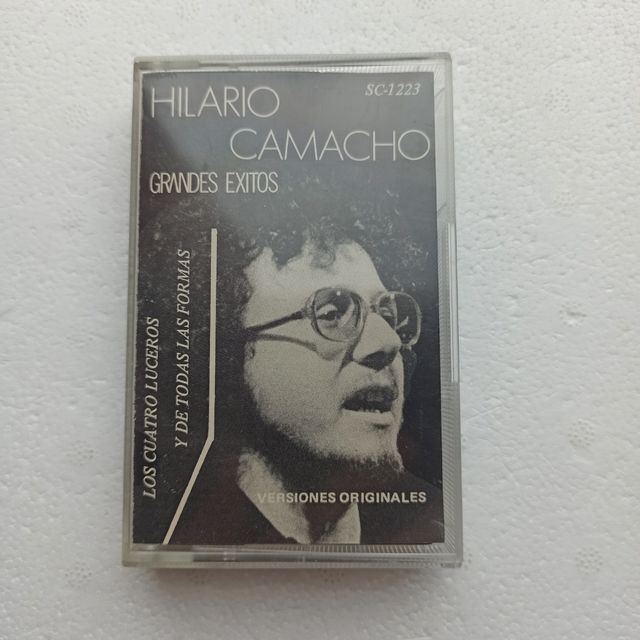 HILARIO
SC-1223
CAMACHO
GRANDES EXITOS
LOS CUATRO LUCEROS
Y DE TODAS LAS FORMAS
VERSIONES ORIGINALES